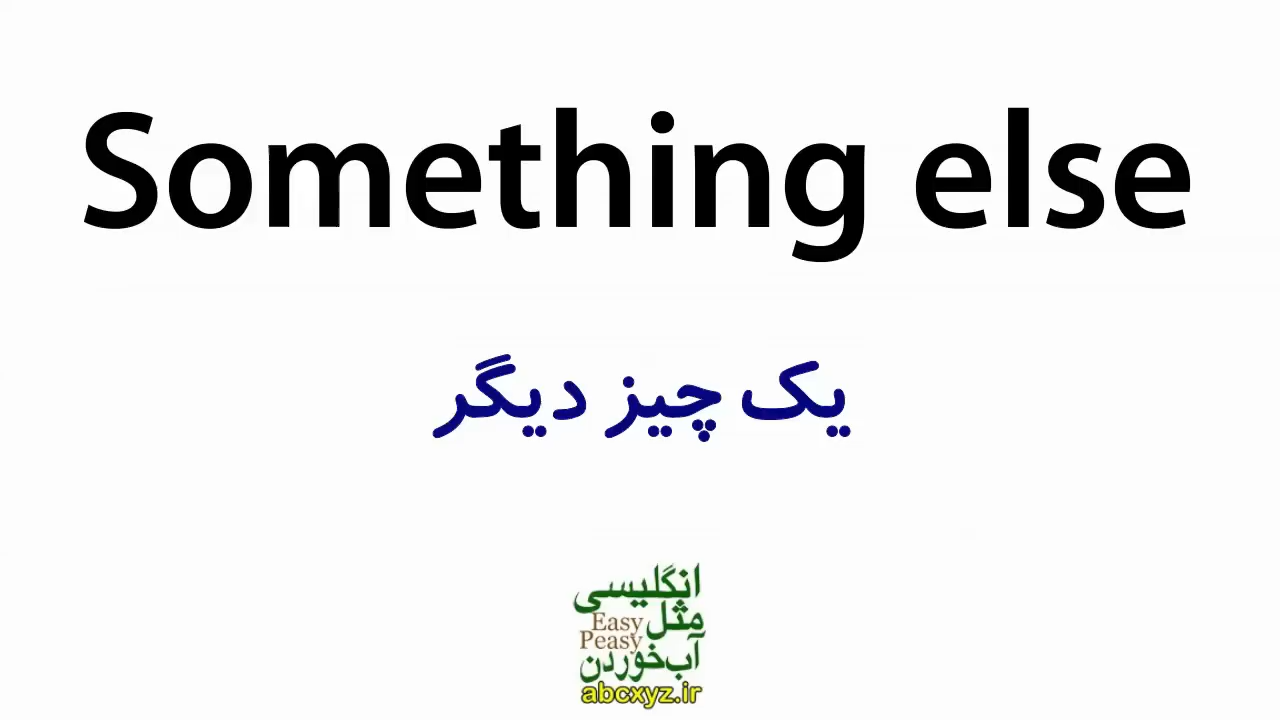 Something else
یک چیز دیگر
انگلیسی
مثل Easy
Peasy
آب‌خوردن
abcxyz.ir